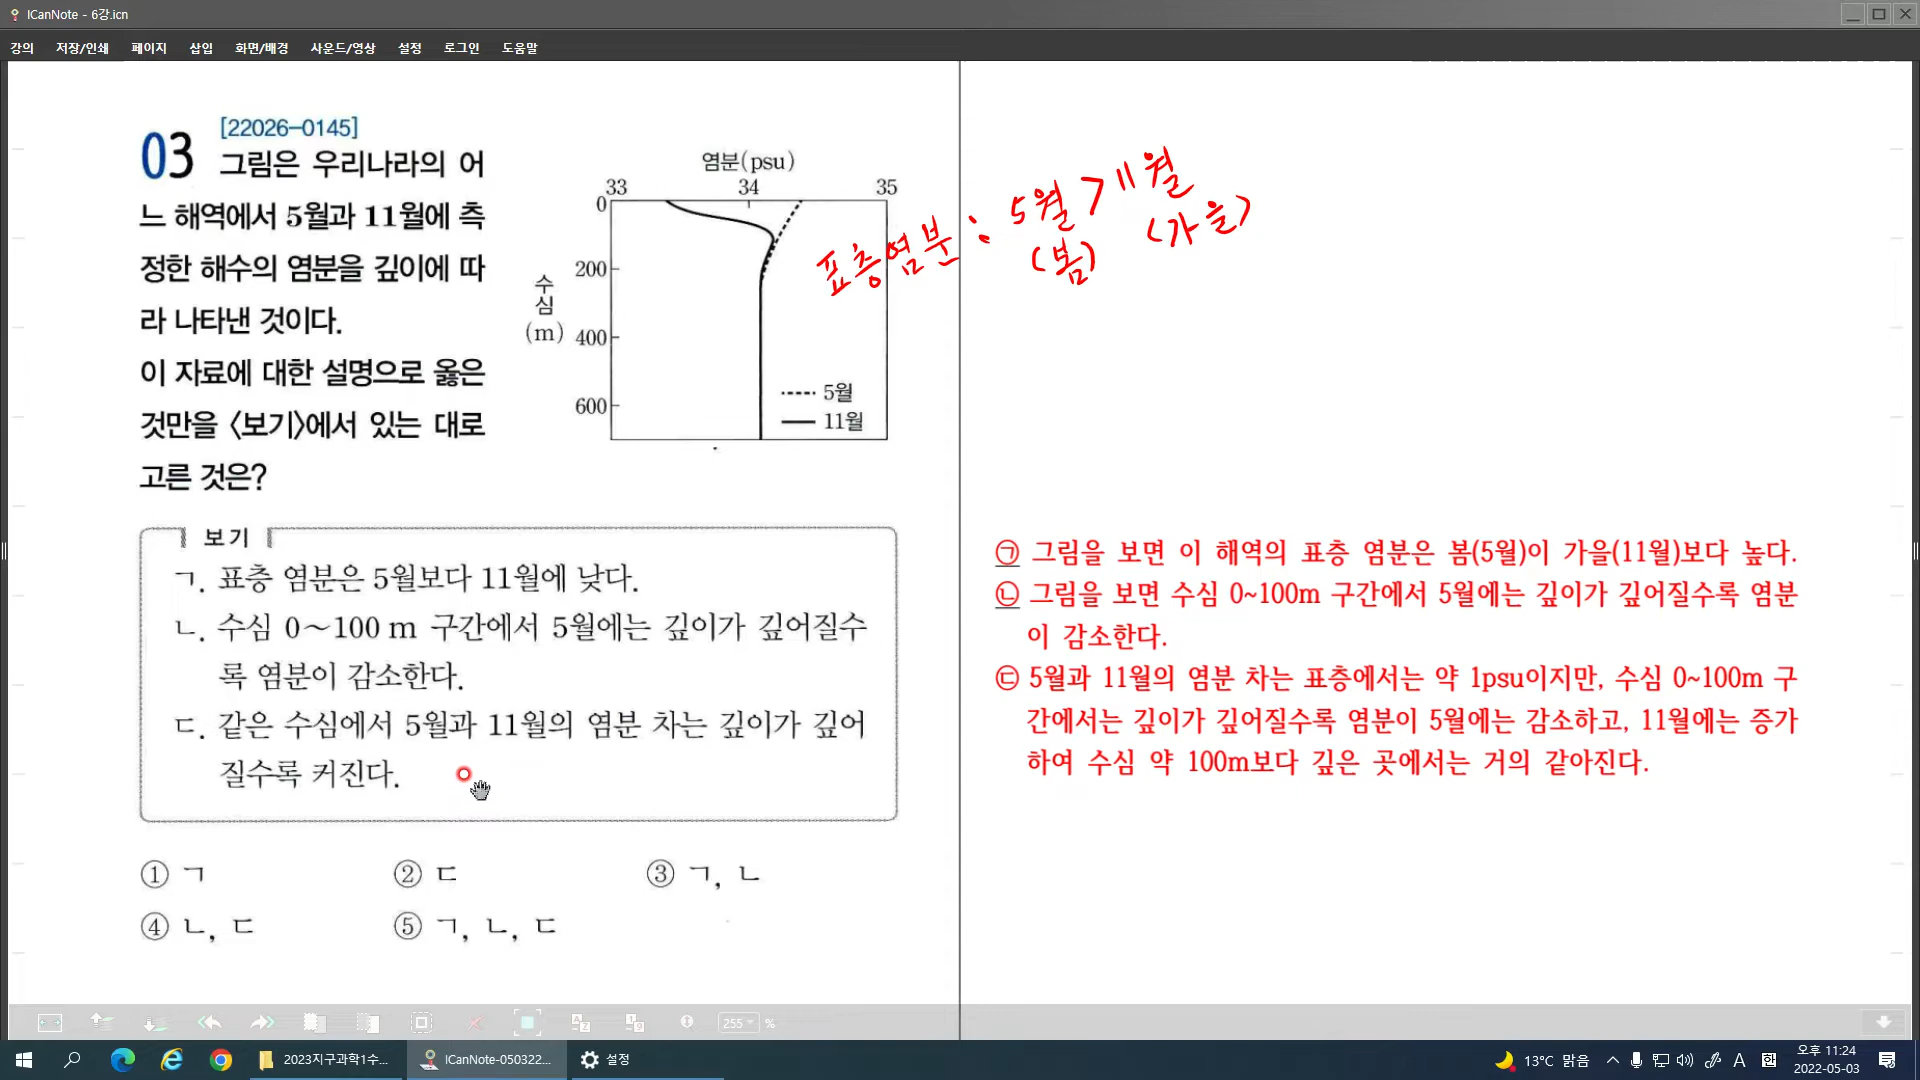 ICanNote - 6강.icn
강의 저장/인쇄 페이지 삽입 화면/배경 사운드/영상 설정 로그인 도움말
[22026-0145]
03 그림은 우리나라의 어
느 해역에서 5월과 11월에 측
정한 해수의 염분을 깊이에 따
라 나타낸 것이다.
이 자료에 대한 설명으로 옳은
것만을 〈보기〉에서 있는 대로
고른 것은?
염분(psu)
33 34 35
0
200
400
600
수심(m)
5월
11월
표층염분 : 5월 > 11월
(봄) (가을)
보기
ㄱ. 표층 염분은 5월보다 11월에 낮다.
ㄴ. 수심 0~100 m 구간에서 5월에는 깊이가 깊어질수
록 염분이 감소한다.
ㄷ. 같은 수심에서 5월과 11월의 염분 차는 깊이가 깊어
질수록 커진다.
① ㄱ ② ㄷ ③ ㄱ, ㄴ
④ ㄴ, ㄷ ⑤ ㄱ, ㄴ, ㄷ
㉠ 그림을 보면 이 해역의 표층 염분은 봄(5월)이 가을(11월)보다 높다.
㉡ 그림을 보면 수심 0~100m 구간에서 5월에는 깊이가 깊어질수록 염분
이 감소한다.
㉢ 5월과 11월의 염분 차는 표층에서는 약 1psu이지만, 수심 0~100m 구
간에서는 깊이가 깊어질수록 염분이 5월에는 감소하고, 11월에는 증가
하여 수심 약 100m보다 깊은 곳에서는 거의 같아진다.
255 %
2023지구과학1수... ICanNote-050322... 설정
13°C 맑음 A 한 오후 11:24
2022-05-03